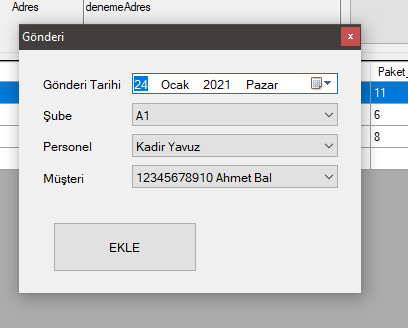 Adres denemeAdres
Gönderi x
Paket_
Gönderi Tarihi 24 Ocak 2021 Pazar
11
Şube A1
6
Personel Kadir Yavuz
8
Müşteri 12345678910 Ahmet Bal
EKLE